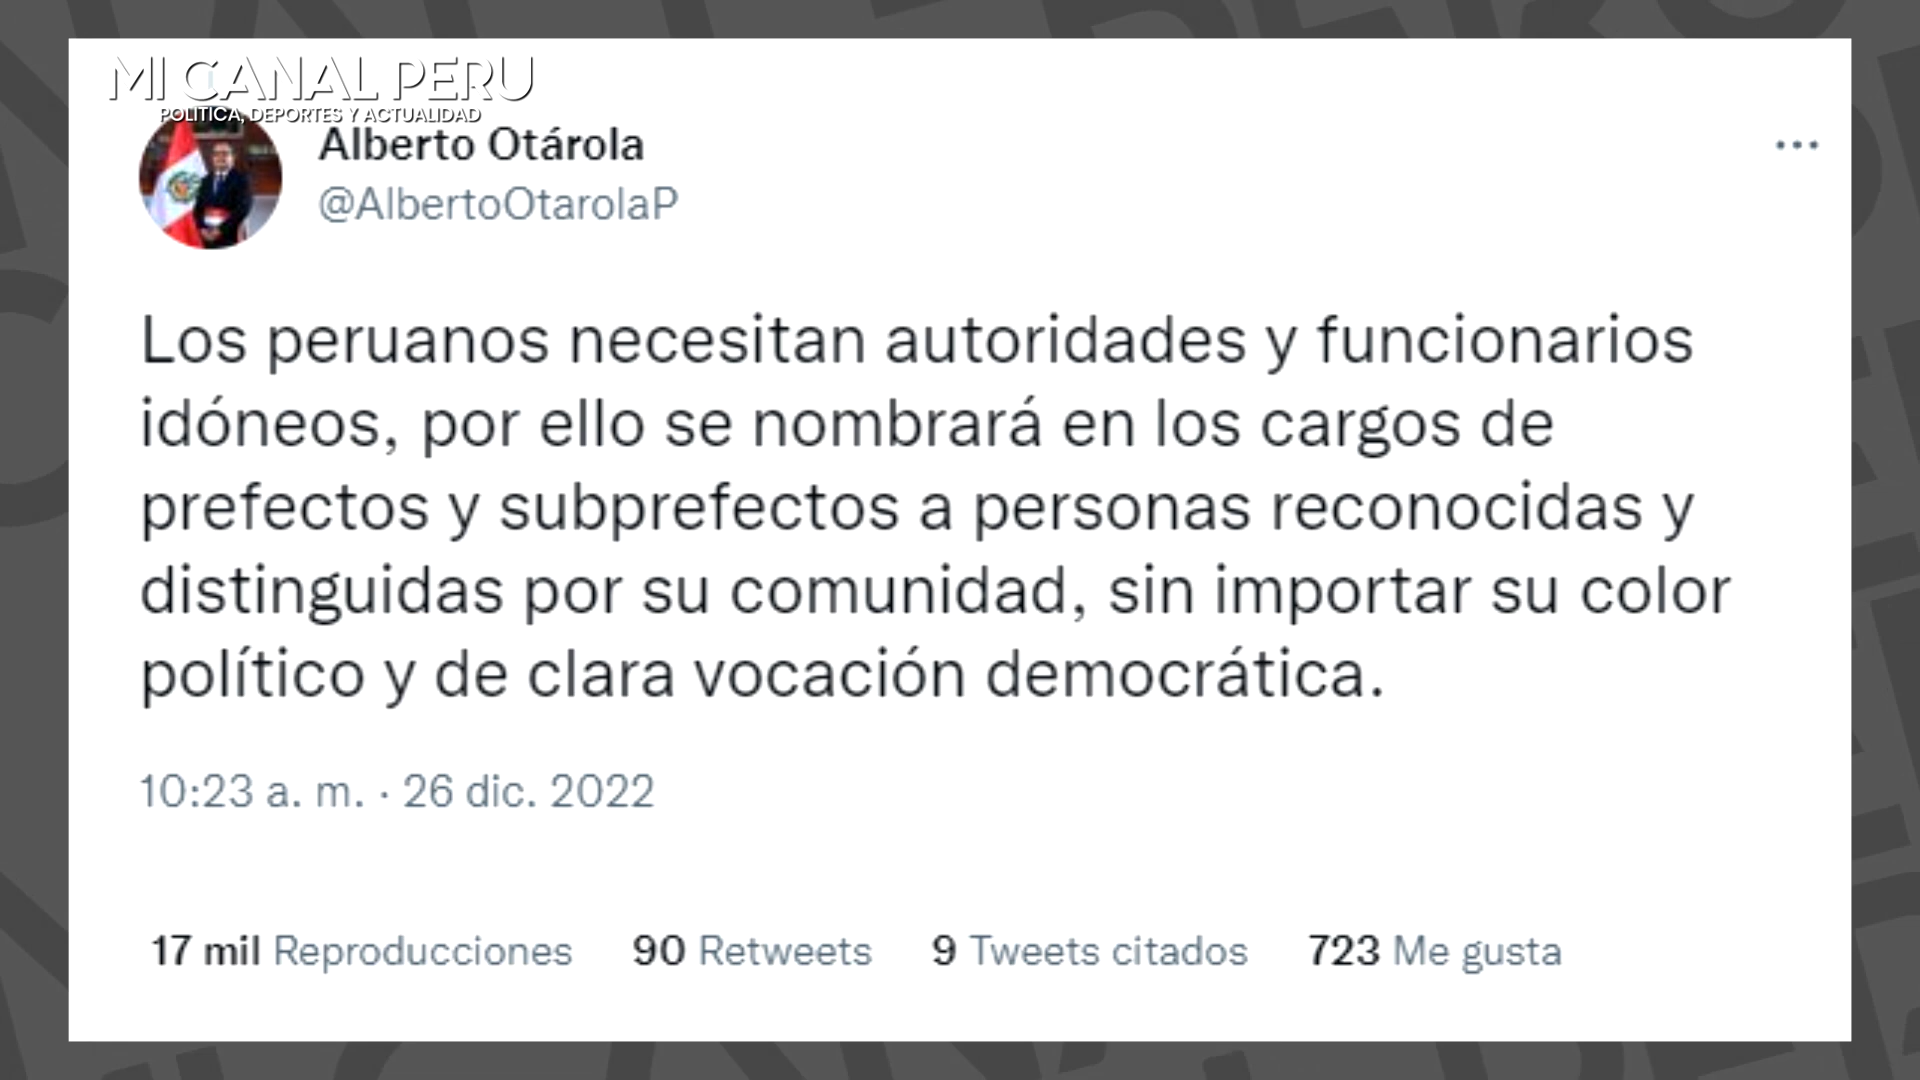 MI CANAL PERU
POLÍTICA, DEPORTES Y ACTUALIDAD
Alberto Otárola
@AlbertoOtarolaP
Los peruanos necesitan autoridades y funcionarios
idóneos, por ello se nombrará en los cargos de
prefectos y subprefectos a personas reconocidas y
distinguidas por su comunidad, sin importar su color
político y de clara vocación democrática.
10:23 a. m. · 26 dic. 2022
17 mil Reproducciones 90 Retweets 9 Tweets citados 723 Me gusta